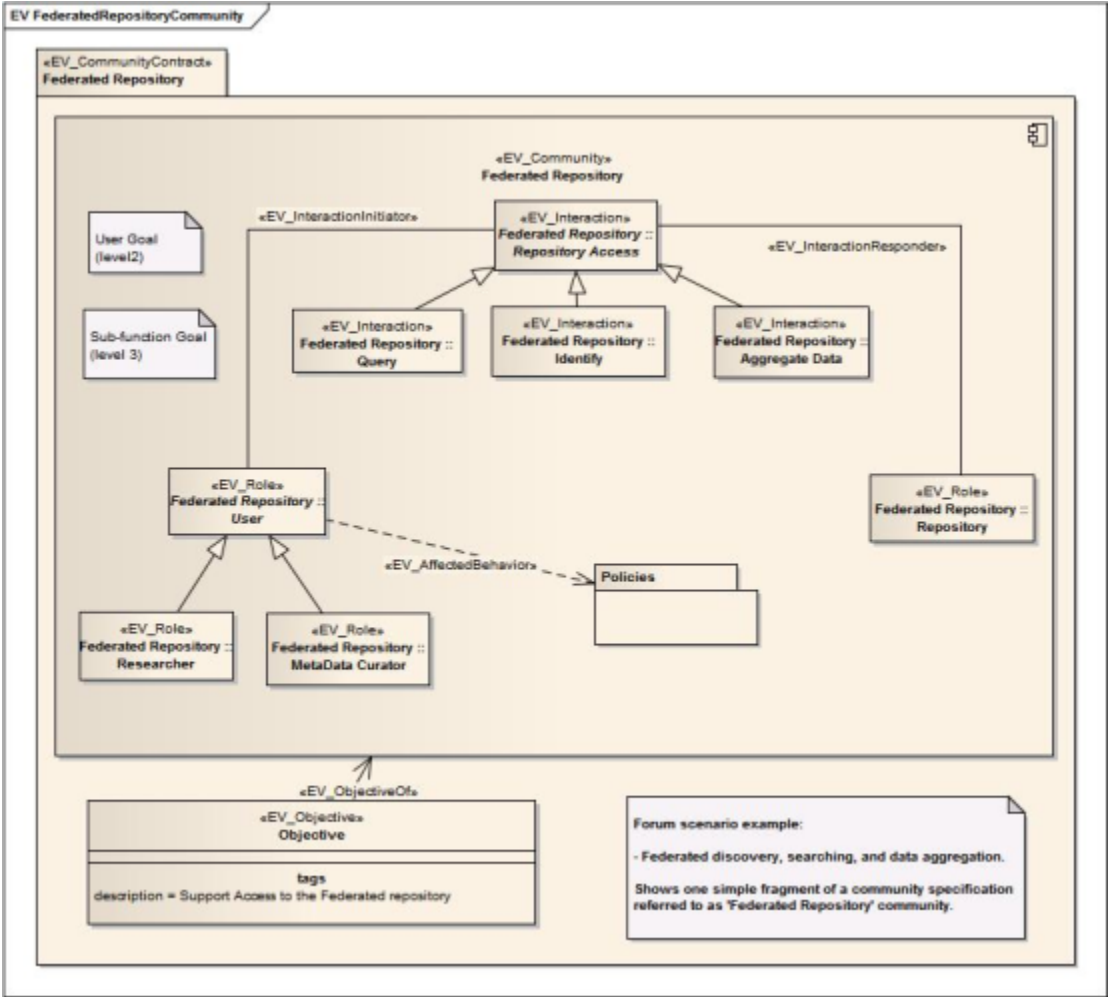 EV FederatedRepositoryCommunity
«EV_CommunityContract»
Federated Repository
«EV_Community»
Federated Repository
«EV_InteractionInitiator»
«EV_Interaction»
Federated Repository ::
Repository Access
«EV_InteractionResponder»
User Goal
(level2)
Sub-function Goal
(level 3)
«EV_Interaction»
Federated Repository ::
Query
«EV_Interaction»
Federated Repository ::
Identify
«EV_Interaction»
Federated Repository ::
Aggregate Data
«EV_Role»
Federated Repository ::
User
«EV_Role»
Federated Repository ::
Repository
«EV_AffectedBehavior»
Policies
«EV_Role»
Federated Repository ::
Researcher
«EV_Role»
Federated Repository ::
MetaData Curator
«EV_ObjectiveOf»
«EV_Objective»
Objective
tags
description = Support Access to the Federated repository
Forum scenario example:
- Federated discovery, searching, and data aggregation.
Shows one simple fragment of a community specification
referred to as 'Federated Repository' community.